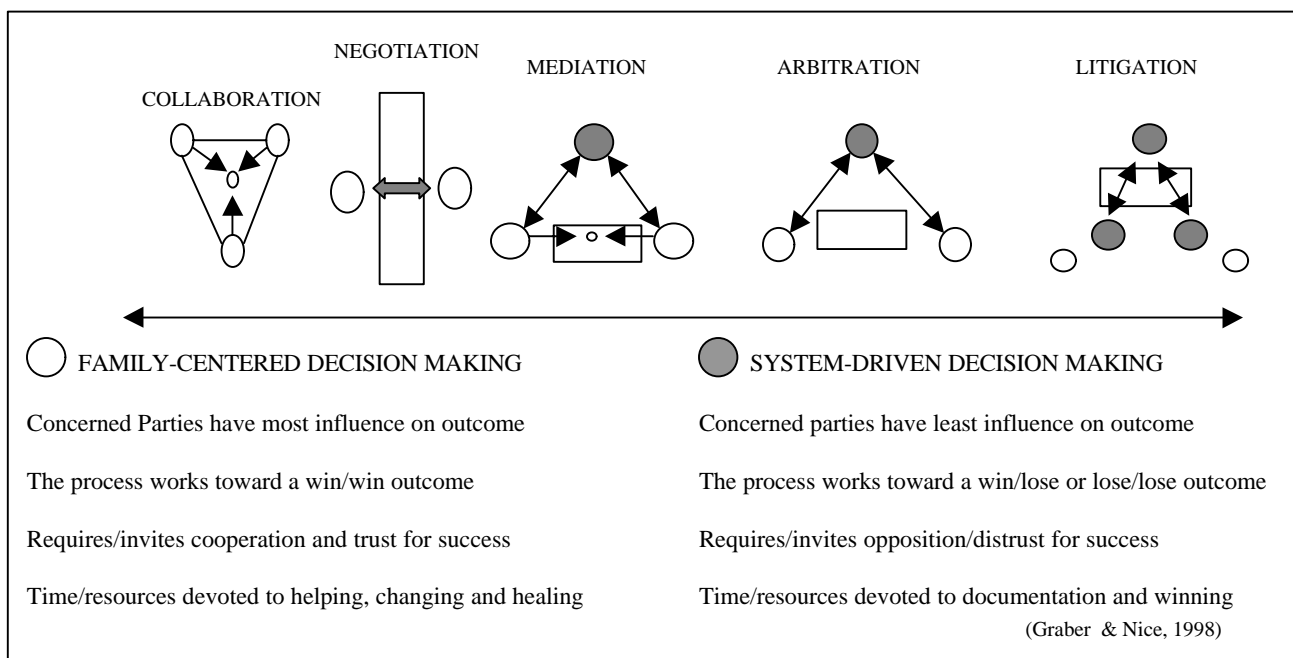 NEGOTIATION
MEDIATION
ARBITRATION
LITIGATION
COLLABORATION
FAMILY-CENTERED DECISION MAKING
Concerned Parties have most influence on outcome
The process works toward a win/win outcome
Requires/invites cooperation and trust for success
Time/resources devoted to helping, changing and healing
SYSTEM-DRIVEN DECISION MAKING
Concerned parties have least influence on outcome
The process works toward a win/lose or lose/lose outcome
Requires/invites opposition/distrust for success
Time/resources devoted to documentation and winning
(Graber & Nice, 1998)